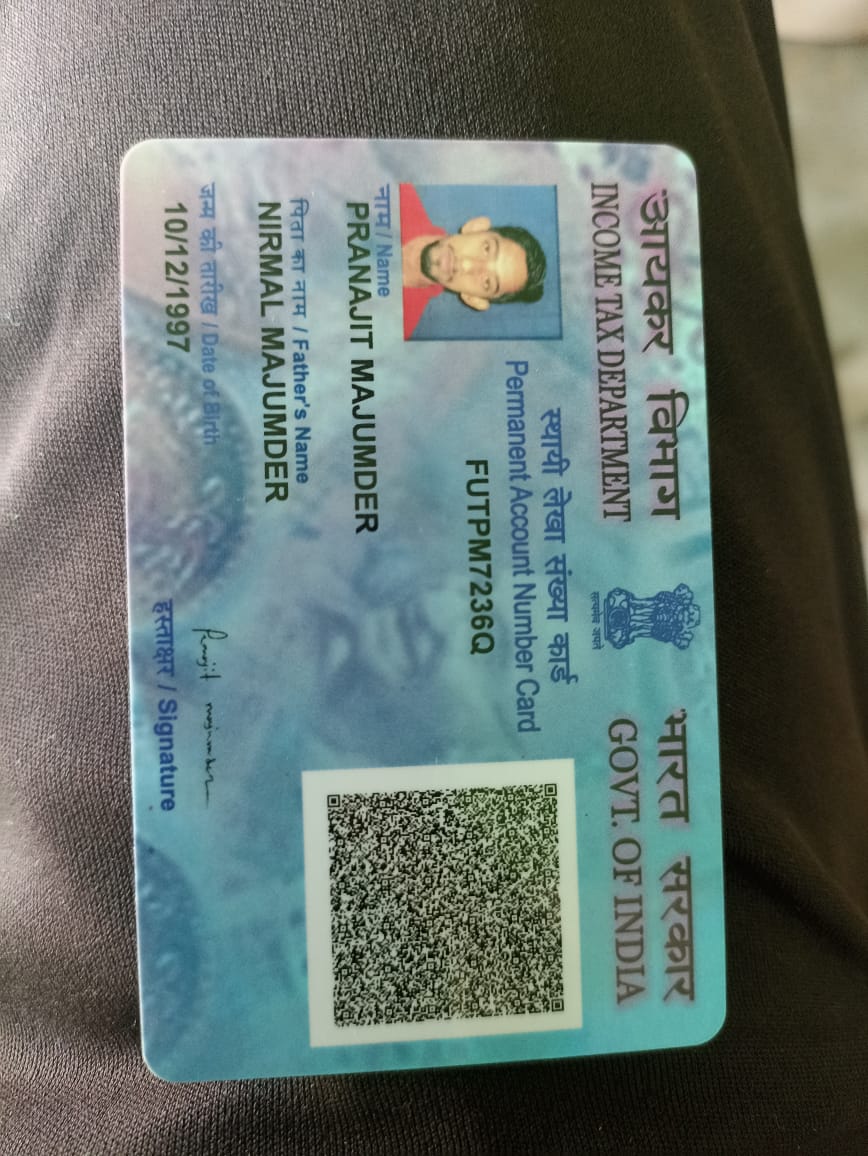 आयकर विभाग
INCOME TAX DEPARTMENT
सत्यमेव जयते
भारत सरकार
GOVT. OF INDIA
स्थायी लेखा संख्या कार्ड
Permanent Account Number Card
FUTPM7236Q
नाम / Name
PRANAJIT MAJUMDER
पिता का नाम / Father's Name
NIRMAL MAJUMDER
जन्म की तारीख / Date of Birth
10/12/1997
Pranajit majumder
हस्ताक्षर / Signature